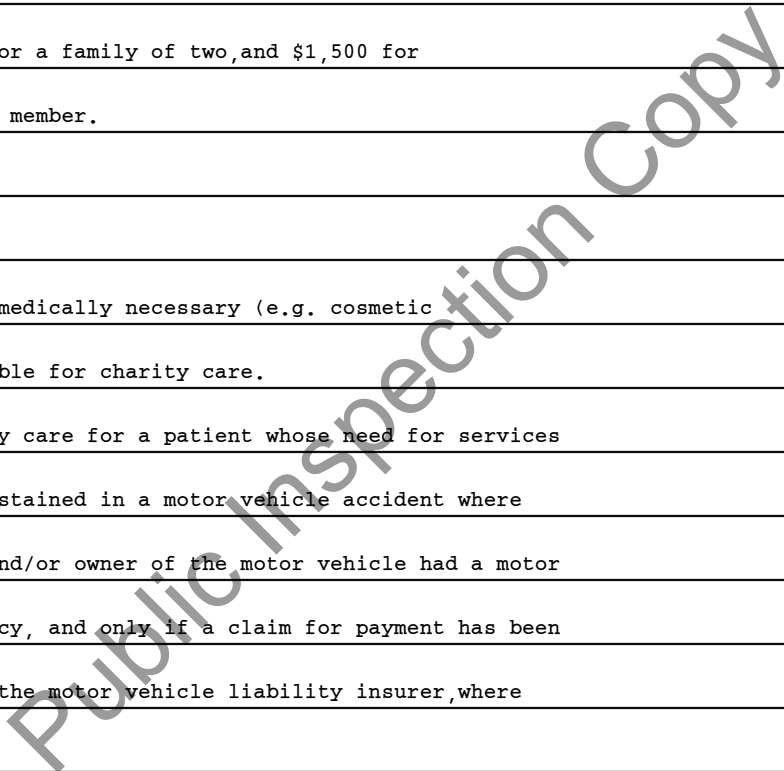 or a family of two,and $1,500 for
member.
medically necessary (e.g. cosmetic
ble for charity care.
y care for a patient whose need for services
stained in a motor vehicle accident where
nd/or owner of the motor vehicle had a motor
cy, and only if a claim for payment has been
the motor vehicle liability insurer,where
Public Inspection Copy